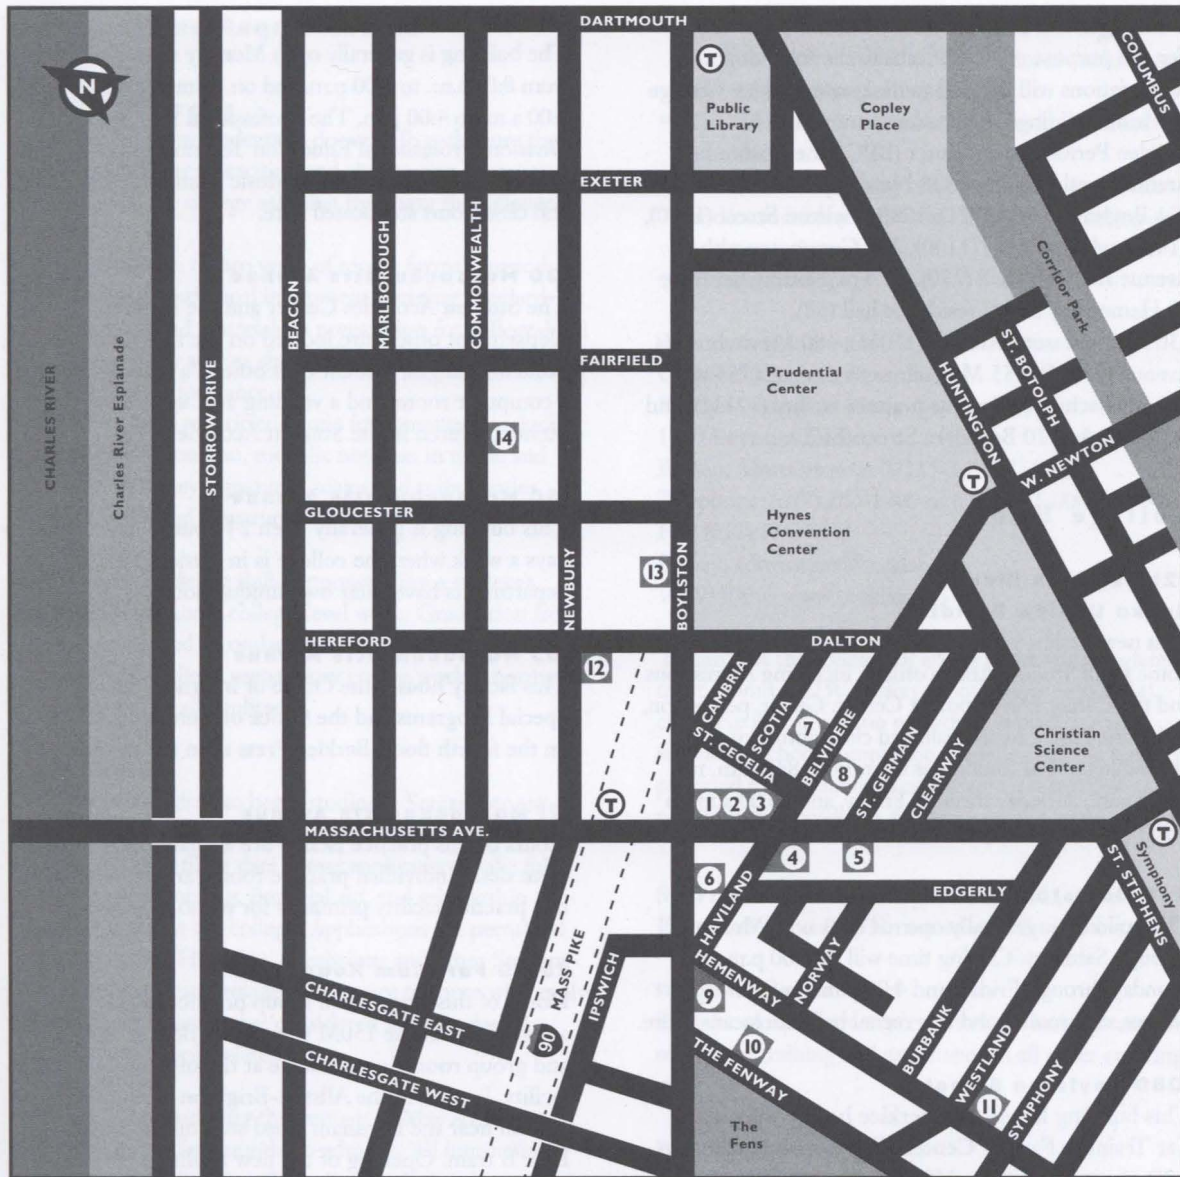 DARTMOUTH
N
T
Public
Library
Copley
Place
COLUMBUS
EXETER
BEACON
MARLBOROUGH
COMMONWEALTH
Corridor Park
FAIRFIELD
Prudential
Center
HUNTINGTON
ST. BOTOLPH
W. NEWTON
CHARLES RIVER
Charles River Esplanade
STORROW DRIVE
14
T
GLOUCESTER
Hynes
Convention
Center
NEWBURY
13
BOYLSTON
HEREFORD
DALTON
12
CAMBRIA
SCOTIA
ST. CECELIA
7
BELVIDERE
8
ST. GERMAIN
CLEARWAY
Christian
Science
Center
T
1 2 3
MASSACHUSETTS AVE.
T
Symphony
4
5
6
HAVILAND
EDGERLY
ST. STEPHENS
MASS PIKE
IPSWICH
HEMENWAY
NORWAY
9
CHARLESGATE EAST
90
10
BURBANK
CHARLESGATE WEST
THE FENWAY
WESTLAND
11
SYMPHONY
The
Fens